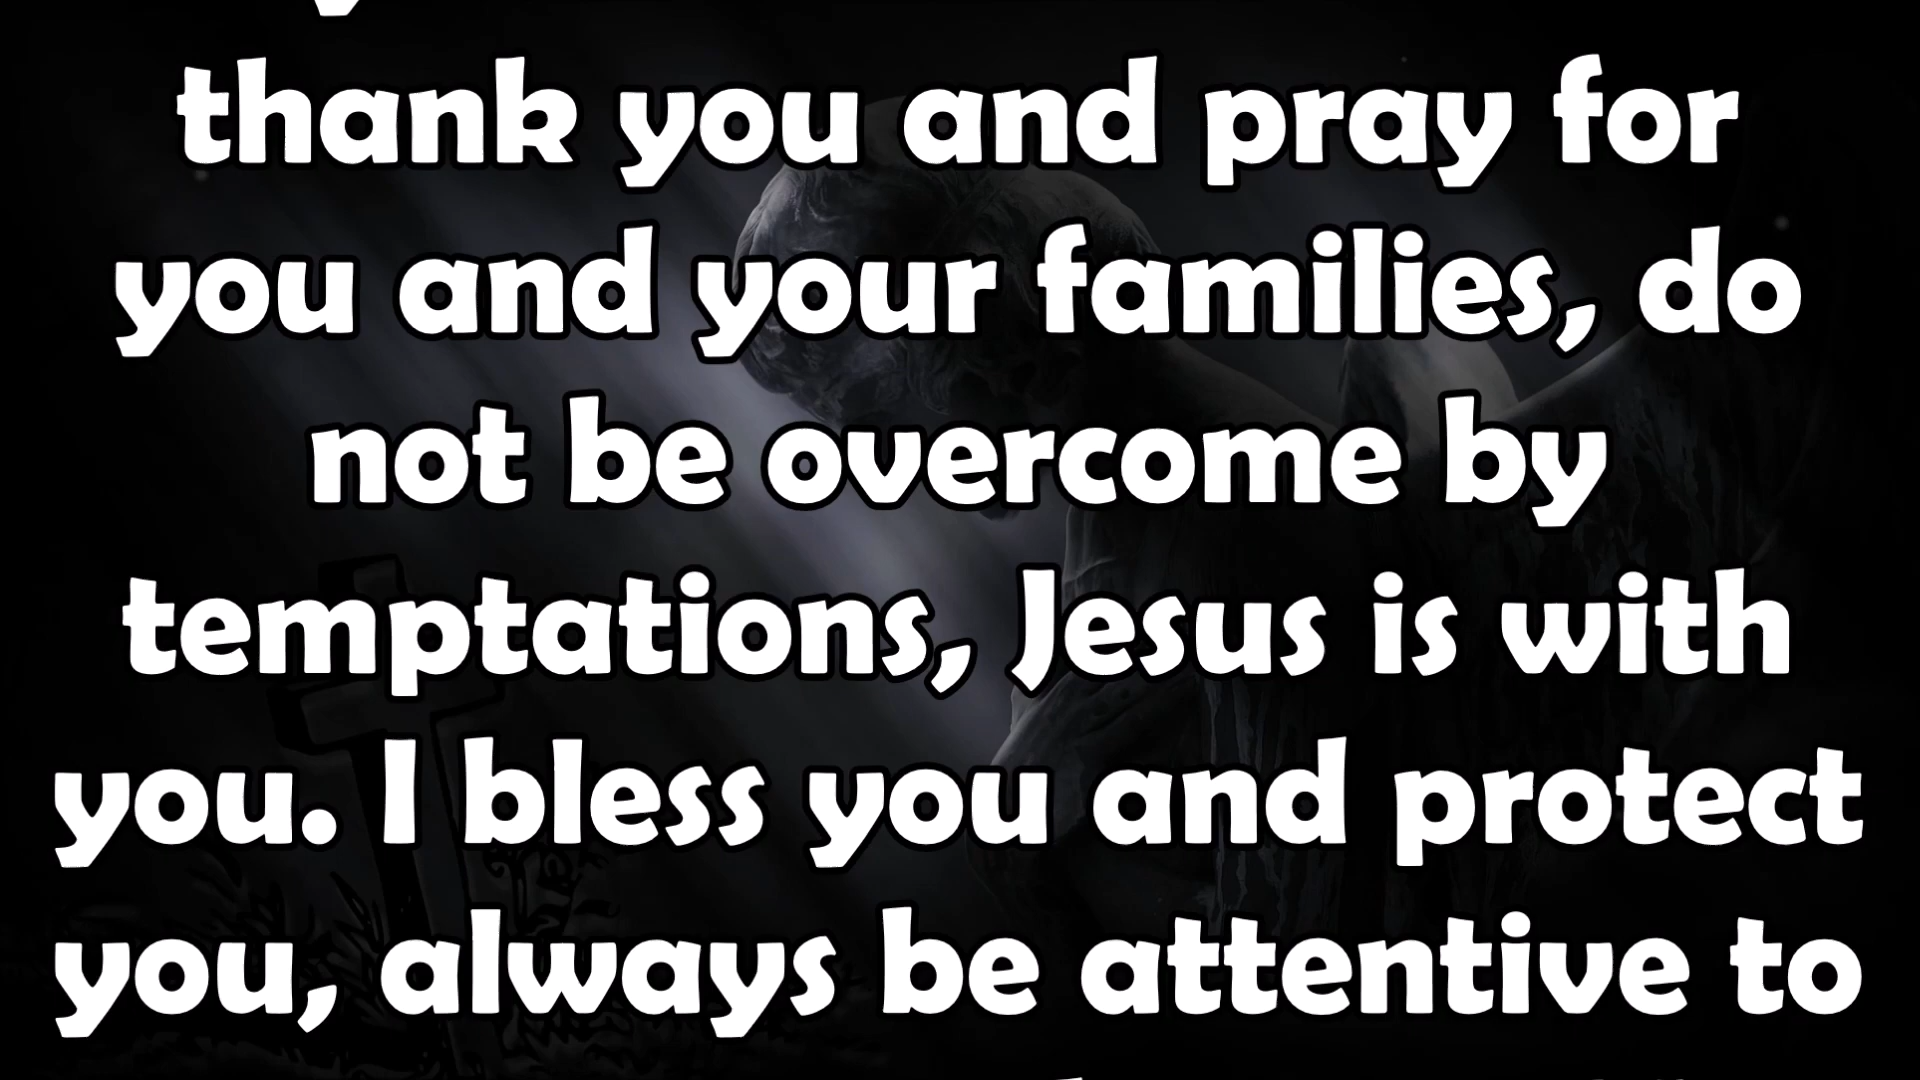 thank you and pray for
you and your families, do
not be overcome by
temptations, Jesus is with
you. I bless you and protect
you, always be attentive to